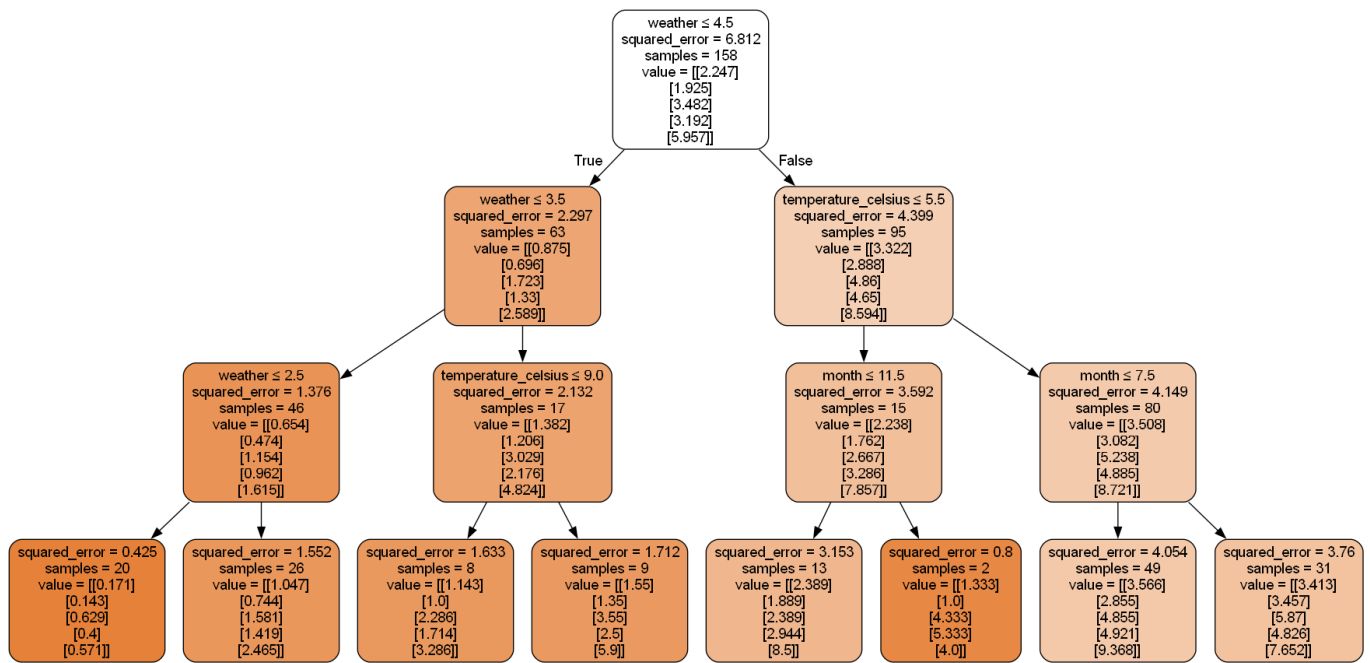 weather ≤ 4.5
squared_error = 6.812
samples = 158
value = [[2.247]
[1.925]
[3.482]
[3.192]
[5.957]]
True
False
weather ≤ 3.5
squared_error = 2.297
samples = 63
value = [[0.875]
[0.696]
[1.723]
[1.33]
[2.589]]
temperature_celsius ≤ 5.5
squared_error = 4.399
samples = 95
value = [[3.322]
[2.888]
[4.86]
[4.65]
[8.594]]
weather ≤ 2.5
squared_error = 1.376
samples = 46
value = [[0.654]
[0.474]
[1.154]
[0.962]
[1.615]]
temperature_celsius ≤ 9.0
squared_error = 2.132
samples = 17
value = [[1.382]
[1.206]
[3.029]
[2.176]
[4.824]]
month ≤ 11.5
squared_error = 3.592
samples = 15
value = [[2.238]
[1.762]
[2.667]
[3.286]
[7.857]]
month ≤ 7.5
squared_error = 4.149
samples = 80
value = [[3.508]
[3.082]
[5.238]
[4.885]
[8.721]]
squared_error = 0.425
samples = 20
value = [[0.171]
[0.143]
[0.629]
[0.4]
[0.571]]
squared_error = 1.552
samples = 26
value = [[1.047]
[0.744]
[1.581]
[1.419]
[2.465]]
squared_error = 1.633
samples = 8
value = [[1.143]
[1.0]
[2.286]
[1.714]
[3.286]]
squared_error = 1.712
samples = 9
value = [[1.55]
[1.35]
[3.55]
[2.5]
[5.9]]
squared_error = 3.153
samples = 13
value = [[2.389]
[1.889]
[2.389]
[2.944]
[8.5]]
squared_error = 0.8
samples = 2
value = [[1.333]
[1.0]
[4.333]
[5.333]
[4.0]]
squared_error = 4.054
samples = 49
value = [[3.566]
[2.855]
[4.855]
[4.921]
[9.368]]
squared_error = 3.76
samples = 31
value = [[3.413]
[3.457]
[5.87]
[4.826]
[7.652]]